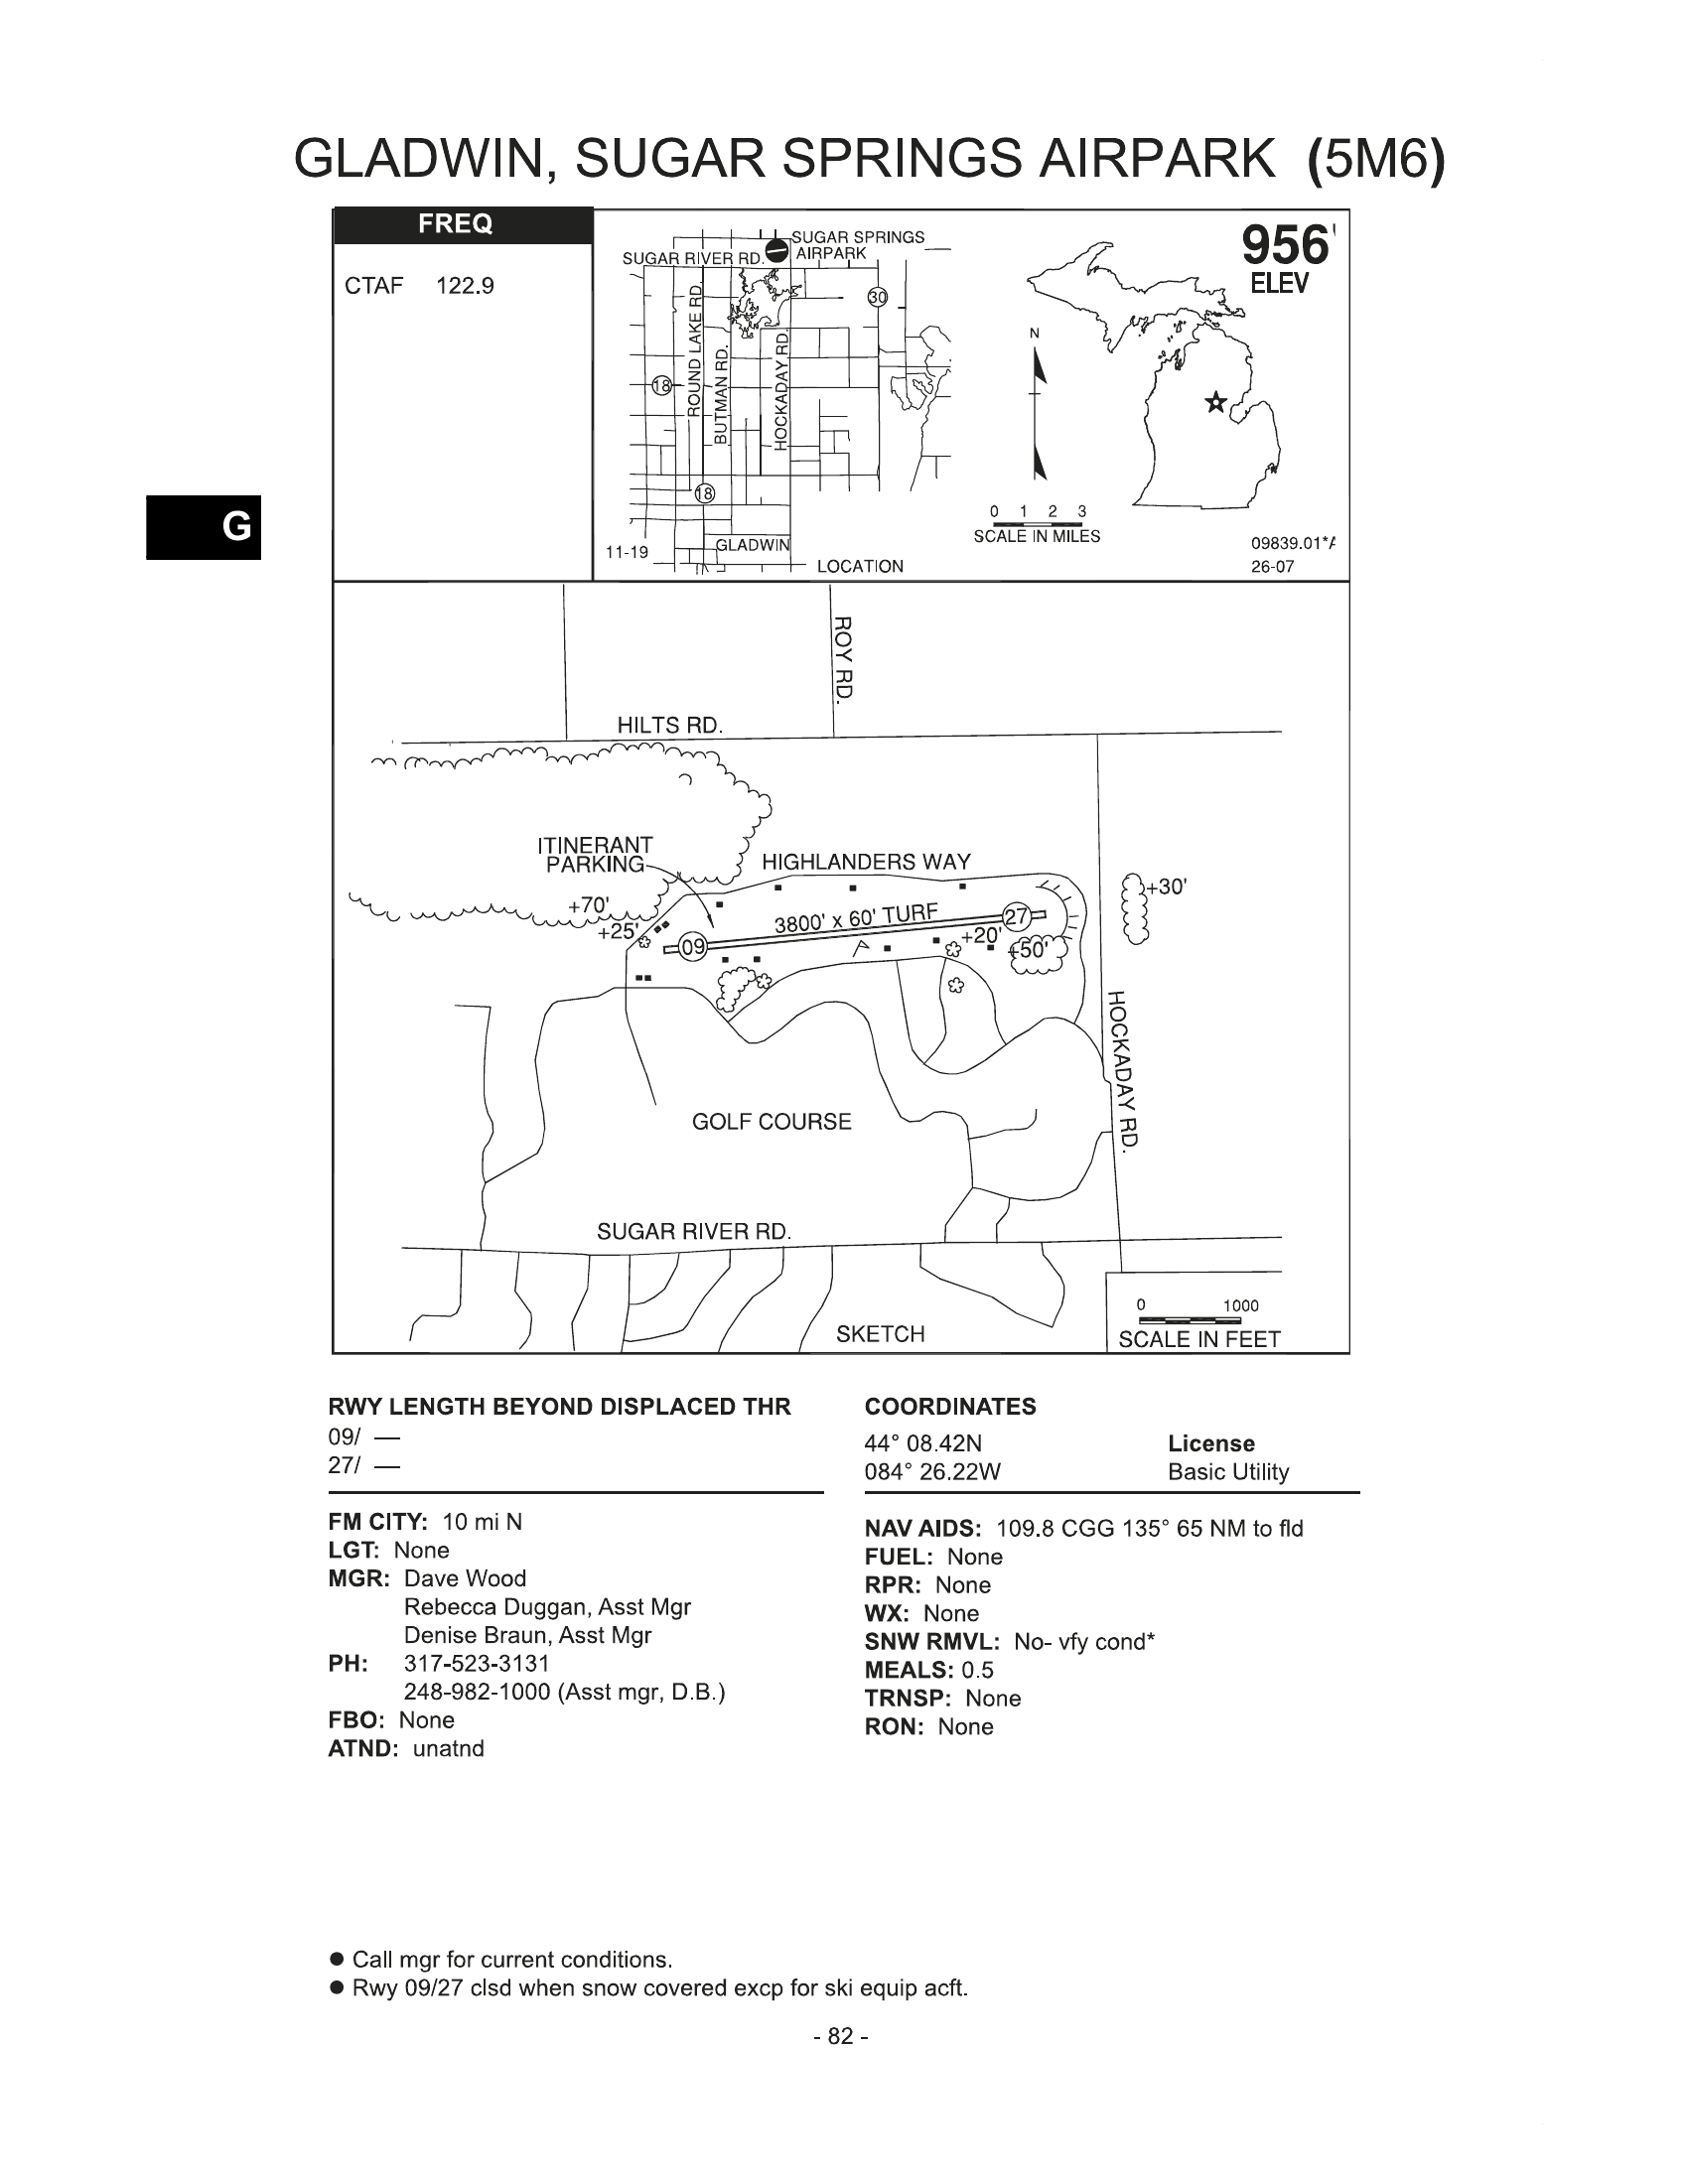 GLADWIN, SUGAR SPRINGS AIRPARK (5M6)
FREQ
CTAF 122.9
SUGAR SPRINGS
AIRPARK
SUGAR RIVER RD.
ROUND LAKE RD.
BUTMAN RD.
HOCKADAY RD.
30
18
18
GLADWIN
11-19
LOCATION
N
0 1 2 3
SCALE IN MILES
956'
ELEV
09839.01*
26-07
G
ROY RD.
HILTS RD.
ITINERANT
PARKING
HIGHLANDERS WAY
+70'
+25'
3800' x 60' TURF
09
27
+20'
+50'
+30'
HOCKADAY RD.
GOLF COURSE
SUGAR RIVER RD.
SKETCH
0 1000
SCALE IN FEET
RWY LENGTH BEYOND DISPLACED THR
09/ —
27/ —
COORDINATES
44° 08.42N
084° 26.22W
License
Basic Utility
FM CITY: 10 mi N
LGT: None
MGR: Dave Wood
Rebecca Duggan, Asst Mgr
Denise Braun, Asst Mgr
PH: 317-523-3131
248-982-1000 (Asst mgr, D.B.)
FBO: None
ATND: unatnd
NAV AIDS: 109.8 CGG 135° 65 NM to fld
FUEL: None
RPR: None
WX: None
SNW RMVL: No- vfy cond*
MEALS: 0.5
TRNSP: None
RON: None
● Call mgr for current conditions.
● Rwy 09/27 clsd when snow covered excp for ski equip acft.
- 82 -